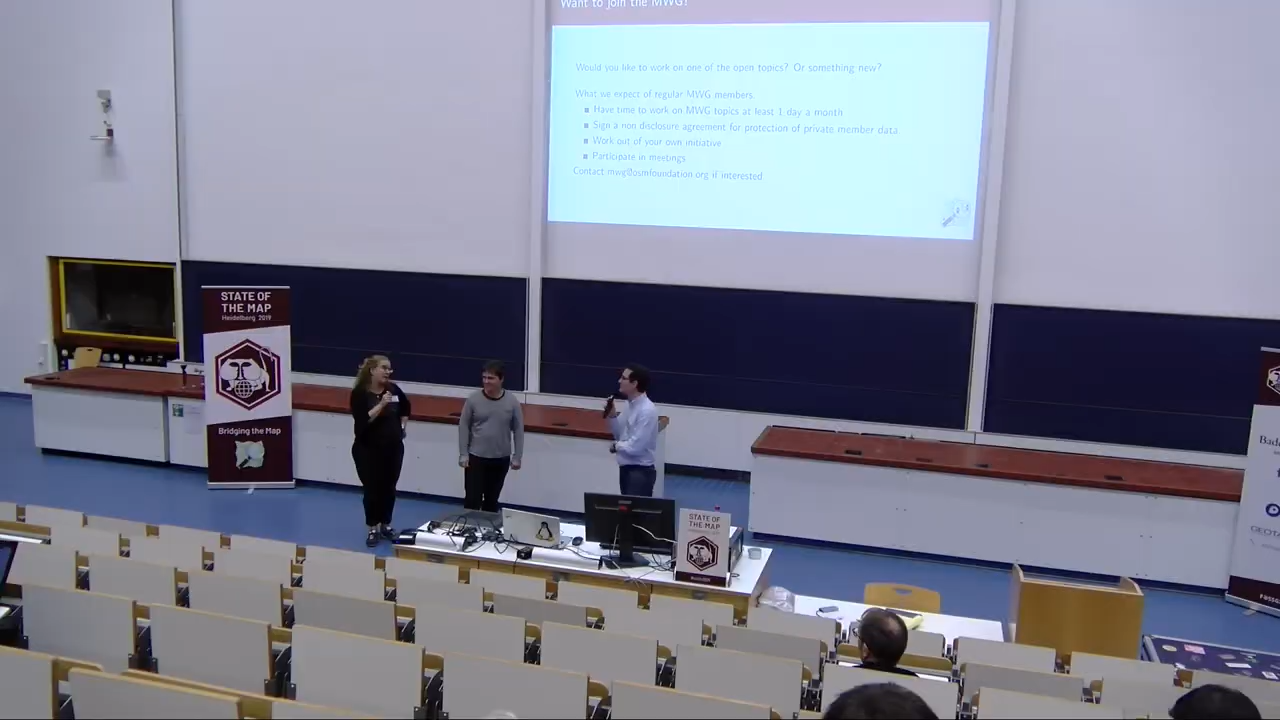 Want to join the MWG?
Would you like to work on one of the open topics? Or something new?
What we expect of regular MWG members.
Have time to work on MWG topics at least 1 day a month
Sign a non disclosure agreement for protection of private member data
Work out of your own initiative
Participate in meetings
Contact mwg@osmfoundation.org if interested.
STATE OF
THE MAP
Heidelberg 2019
Bridging the Map
STATE OF
THE MAP
GEOTA
FOSSG